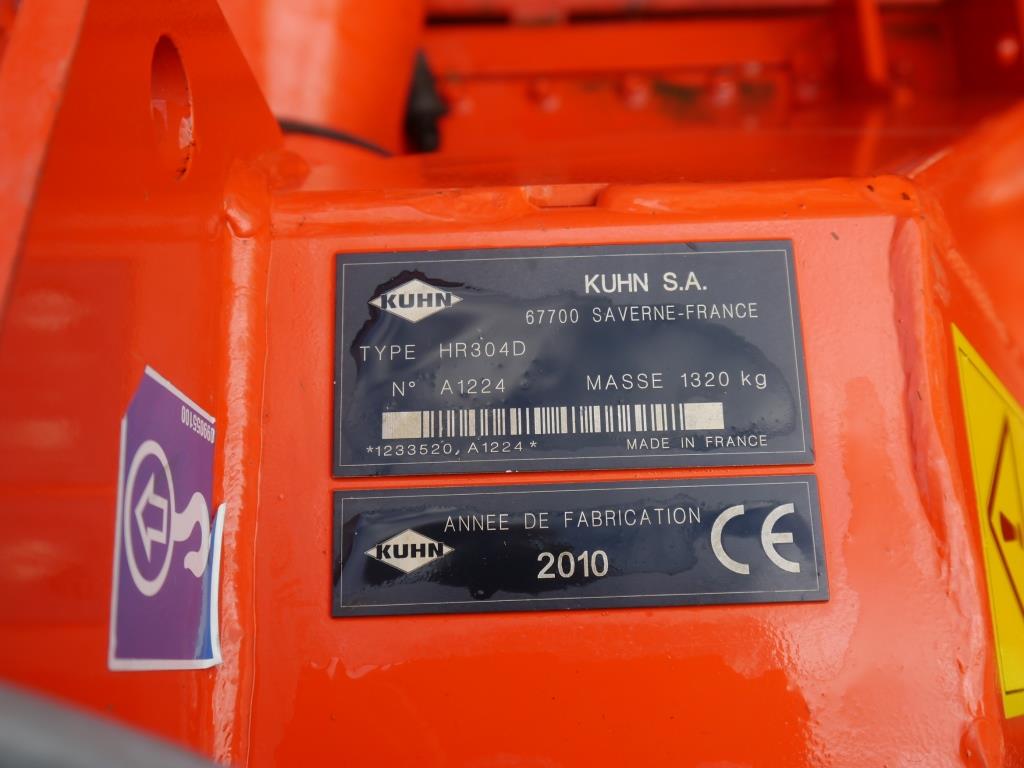 KUHN
KUHN S.A.
67700 SAVERNE-FRANCE
TYPE HR304D
N° A1224 MASSE 1320 kg
*1233520, A1224*
MADE IN FRANCE
KUHN
ANNEE DE FABRICATION
2010
CE
099055100